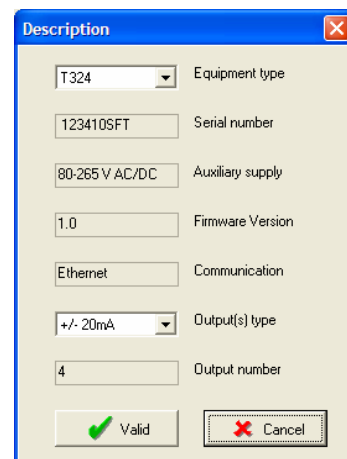 Description
T324 Equipment type
123410SFT Serial number
80-265 V AC/DC Auxiliary supply
1.0 Firmware Version
Ethernet Communication
+/- 20mA Output(s) type
4 Output number
Valid Cancel